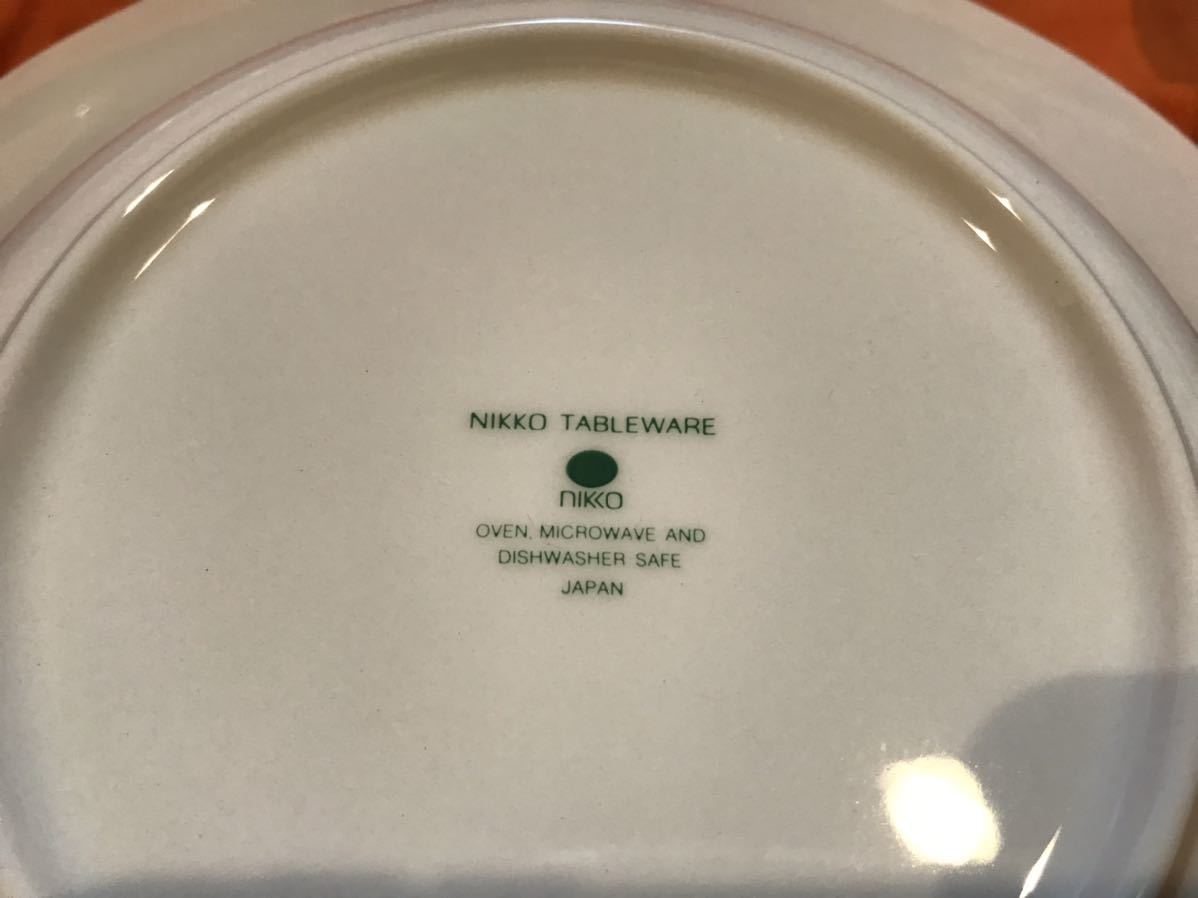 NIKKO TABLEWARE
nikko
OVEN, MICROWAVE AND
DISHWASHER SAFE
JAPAN